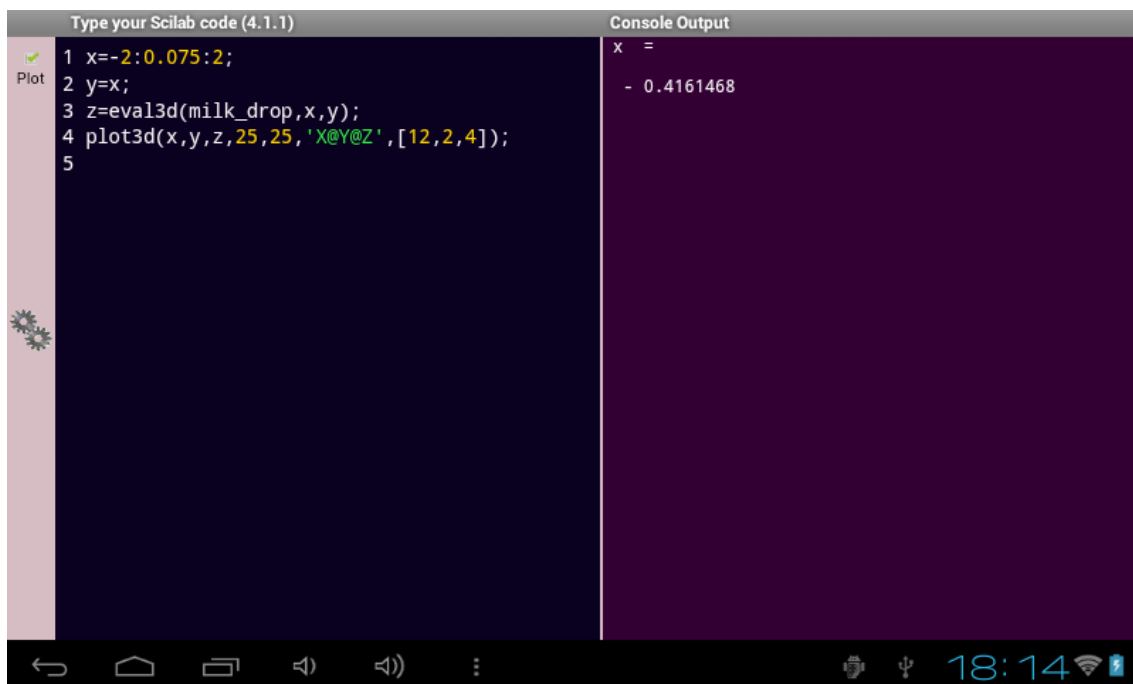 Type your Scilab code (4.1.1)
Console Output
Plot
1 x=-2:0.075:2;
2 y=x;
3 z=eval3d(milk_drop,x,y);
4 plot3d(x,y,z,25,25,'X@Y@Z',[12,2,4]);
5
x =
- 0.4161468
18:14